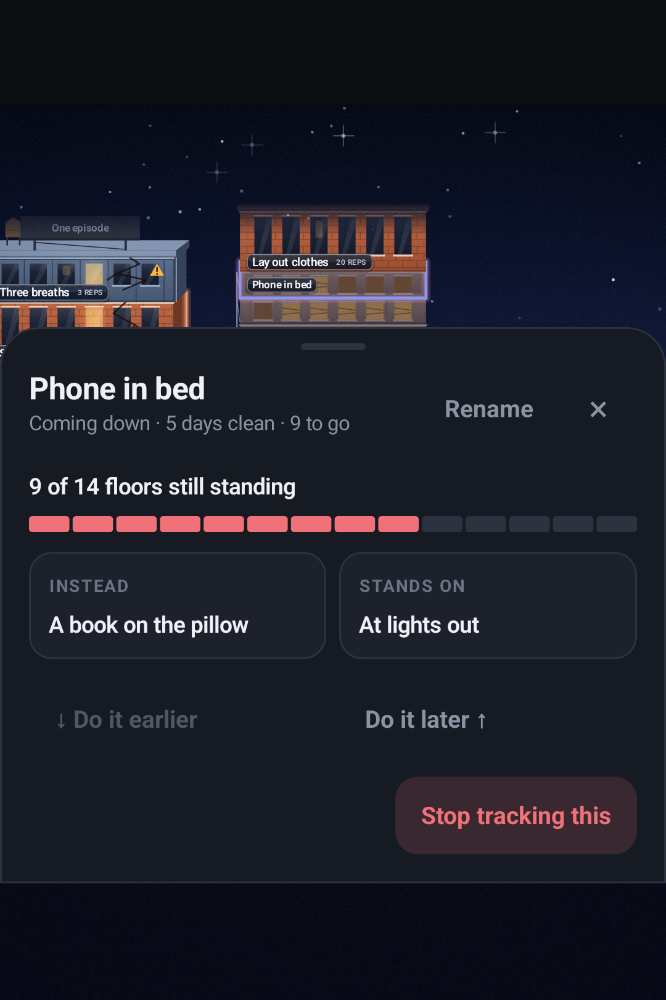 One episode
Lay out clothes 20 REPS
Phone in bed
Three breaths 3 REPS
Phone in bed
Coming down · 5 days clean · 9 to go
Rename ✕
9 of 14 floors still standing
INSTEAD
A book on the pillow
STANDS ON
At lights out
↓ Do it earlier
Do it later ↑
Stop tracking this